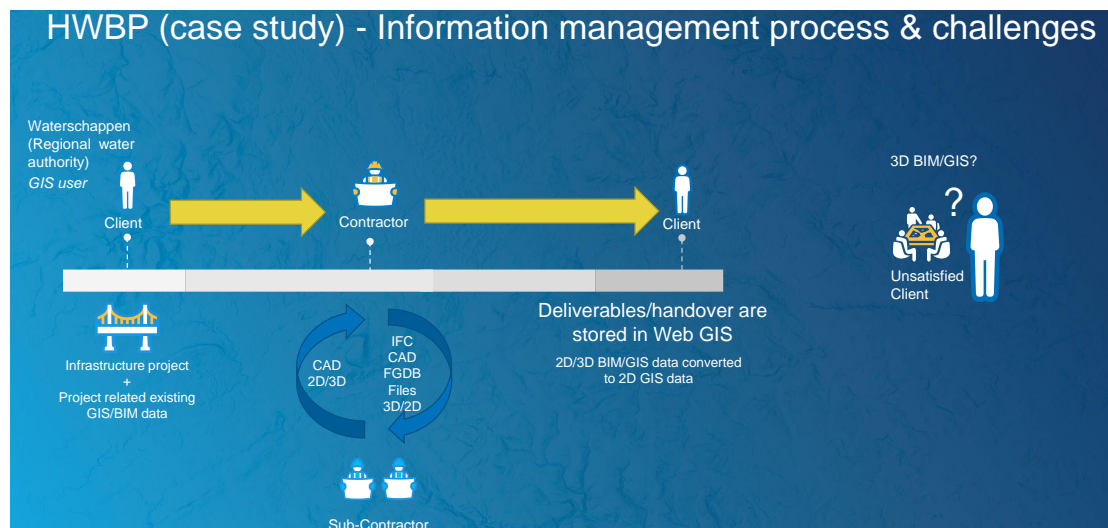 HWBP (case study) - Information management process & challenges
Waterschappen
(Regional water
authority)
GIS user
Client
Contractor
Client
3D BIM/GIS?
?
Unsatisfied
Client
Infrastructure project
+
Project related existing
GIS/BIM data
CAD
2D/3D
IFC
CAD
FGDB
Files
3D/2D
Deliverables/handover are
stored in Web GIS
2D/3D BIM/GIS data converted
to 2D GIS data
Sub-Contractor